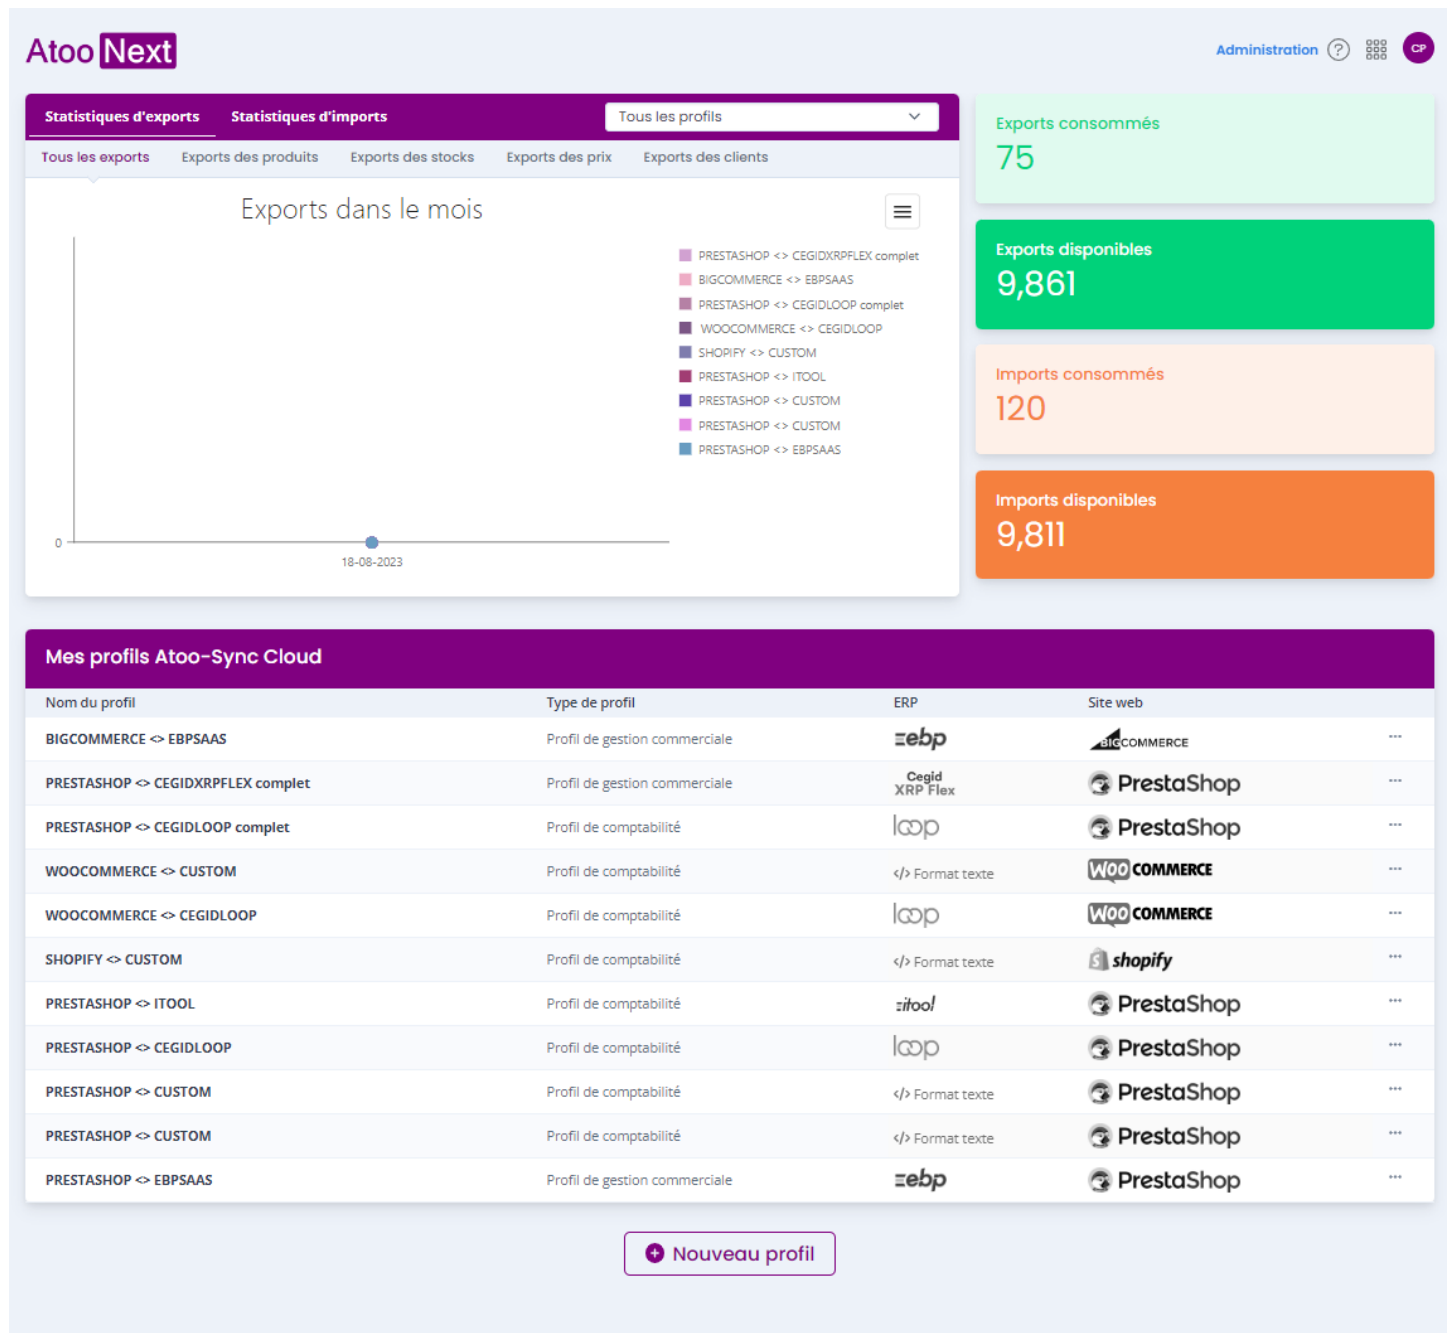 Atoo Next
Administration ? CP
Statistiques d'exports Statistiques d'imports Tous les profils
Tous les exports Exports des produits Exports des stocks Exports des prix Exports des clients
Exports dans le mois
PRESTASHOP <> CEGIDXRPFLEX complet
BIGCOMMERCE <> EBPSAAS
PRESTASHOP <> CEGIDLOOP complet
WOOCOMMERCE <> CEGIDLOOP
SHOPIFY <> CUSTOM
PRESTASHOP <> ITOOL
PRESTASHOP <> CUSTOM
PRESTASHOP <> CUSTOM
PRESTASHOP <> EBPSAAS
0
18-08-2023
Exports consommés
75
Exports disponibles
9,861
Imports consommés
120
Imports disponibles
9,811
Mes profils Atoo-Sync Cloud
Nom du profil Type de profil ERP Site web
BIGCOMMERCE <> EBPSAAS Profil de gestion commerciale ebp BIGCOMMERCE ...
PRESTASHOP <> CEGIDXRPFLEX complet Profil de gestion commerciale Cegid XRP Flex PrestaShop ...
PRESTASHOP <> CEGIDLOOP complet Profil de comptabilité loop PrestaShop ...
WOOCOMMERCE <> CUSTOM Profil de comptabilité </> Format texte WOO COMMERCE ...
WOOCOMMERCE <> CEGIDLOOP Profil de comptabilité loop WOO COMMERCE ...
SHOPIFY <> CUSTOM Profil de comptabilité </> Format texte shopify ...
PRESTASHOP <> ITOOL Profil de comptabilité itool PrestaShop ...
PRESTASHOP <> CEGIDLOOP Profil de comptabilité loop PrestaShop ...
PRESTASHOP <> CUSTOM Profil de comptabilité </> Format texte PrestaShop ...
PRESTASHOP <> CUSTOM Profil de comptabilité </> Format texte PrestaShop ...
PRESTASHOP <> EBPSAAS Profil de gestion commerciale ebp PrestaShop ...
Nouveau profil